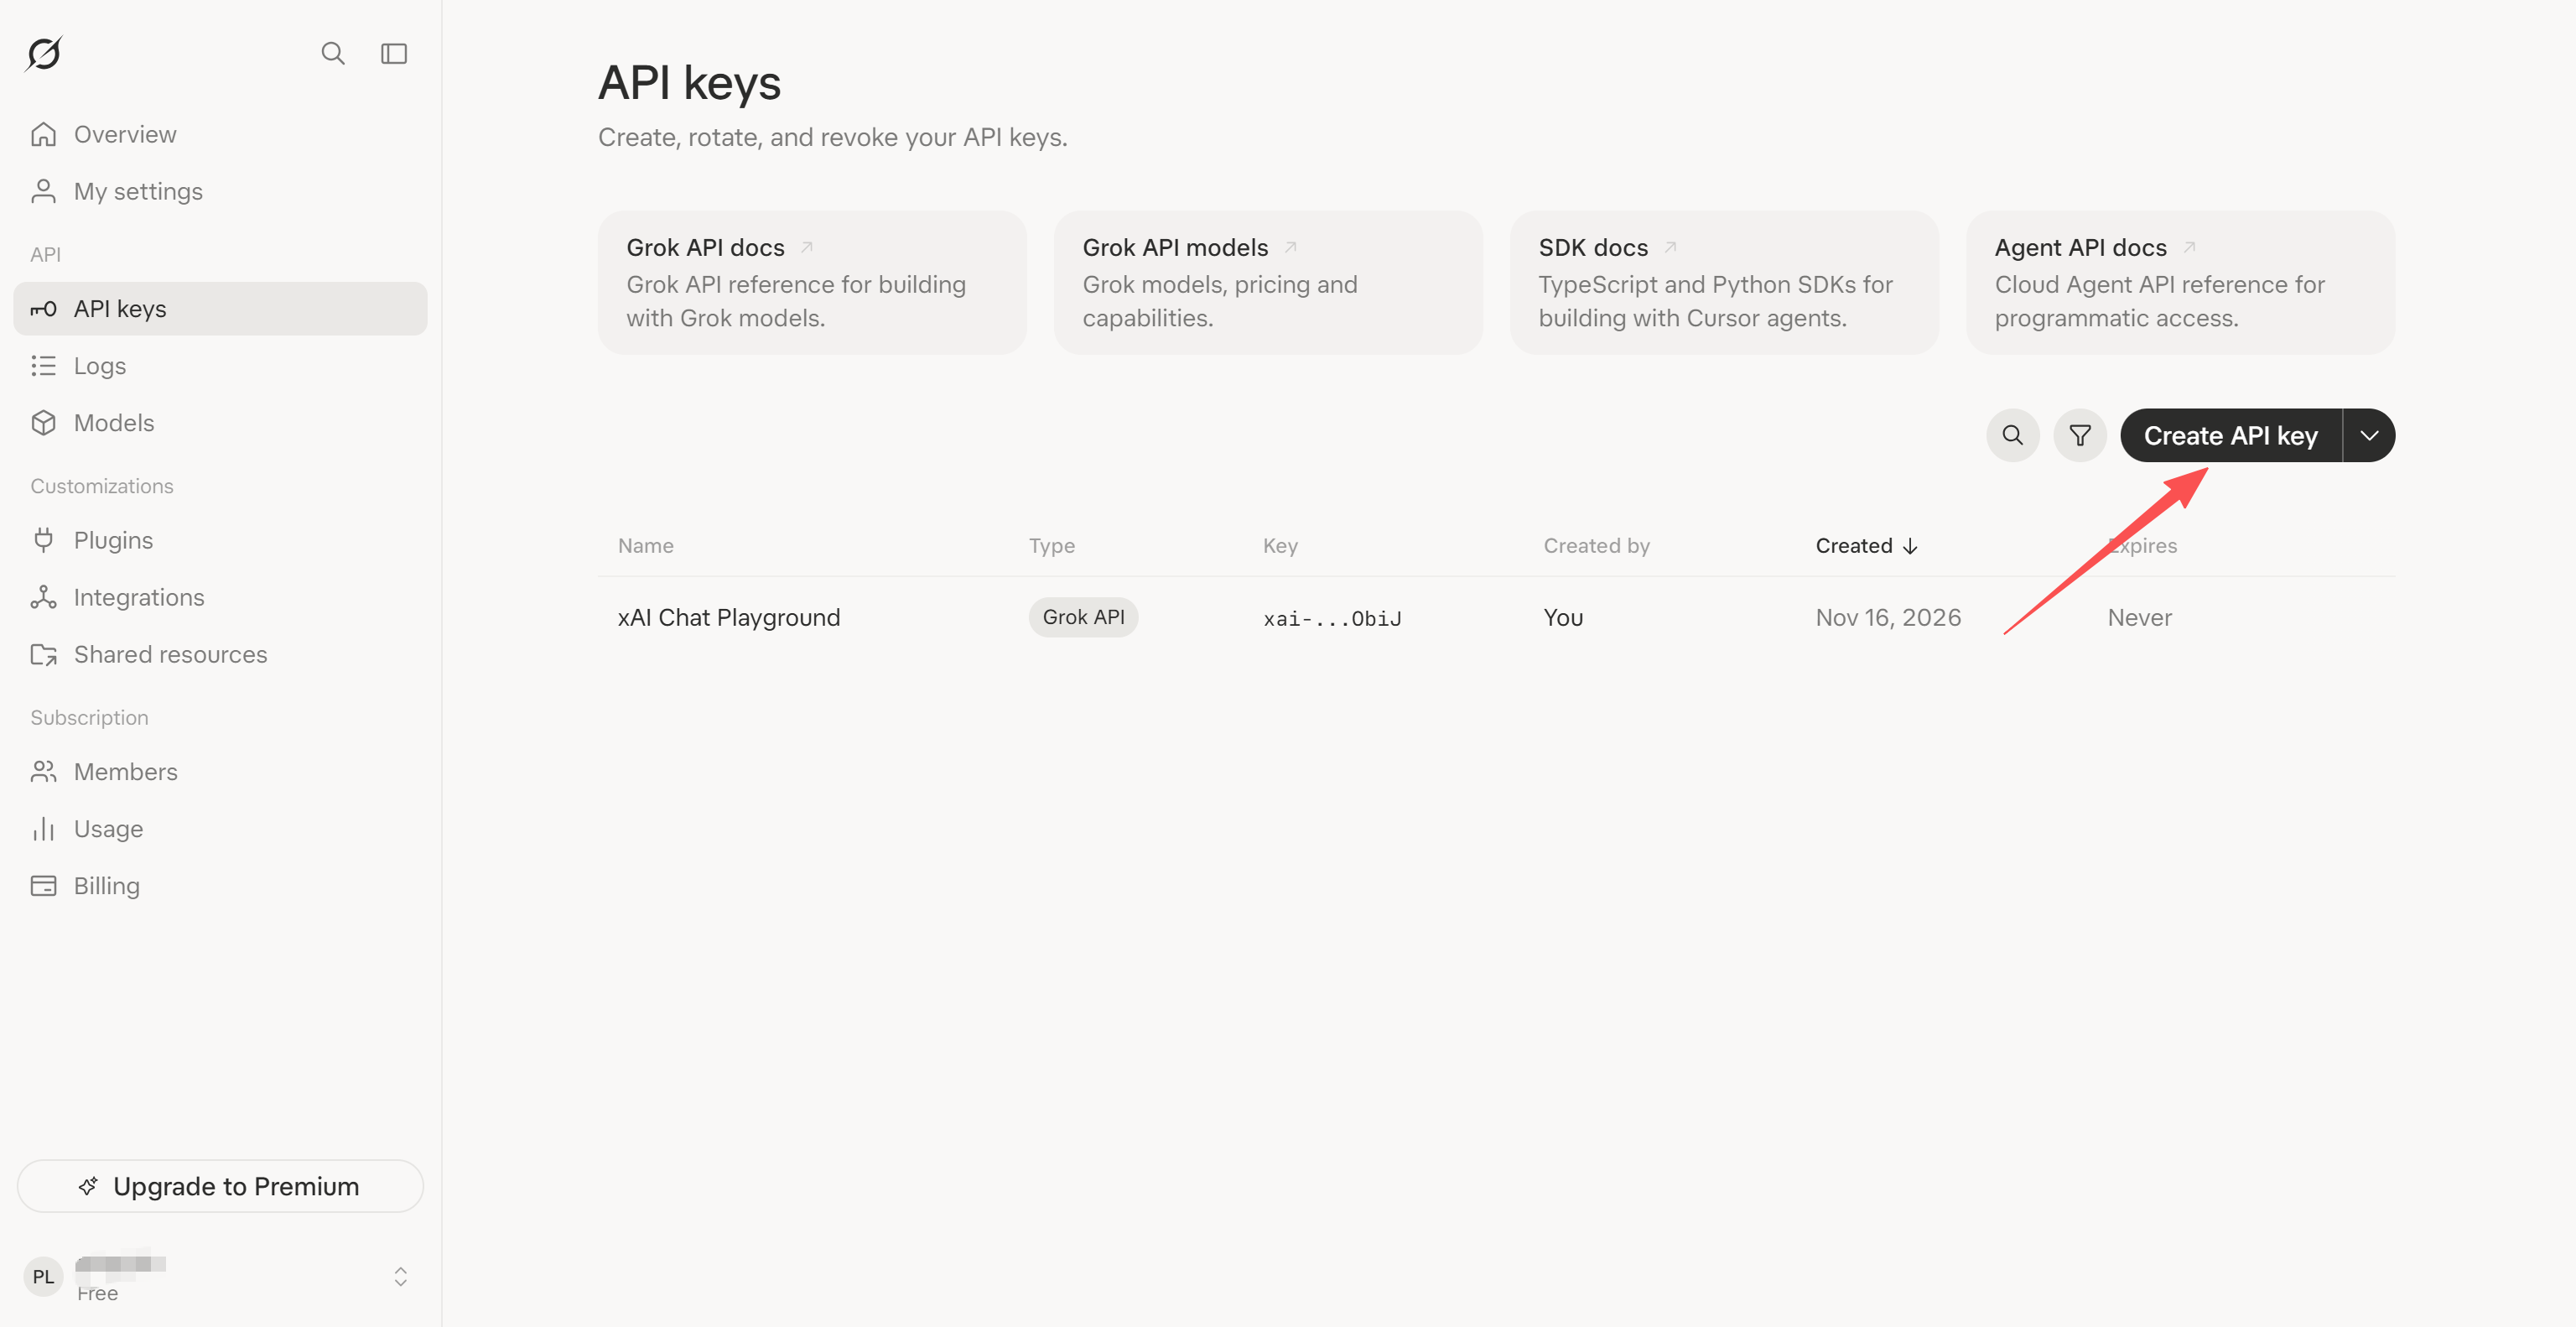 Overview
My settings
API
API keys
Logs
Models
Customizations
Plugins
Integrations
Shared resources
Subscription
Members
Usage
Billing
Upgrade to Premium
PL
Free
API keys
Create, rotate, and revoke your API keys.
Grok API docs
Grok API reference for building
with Grok models.
Grok API models
Grok models, pricing and
capabilities.
SDK docs
TypeScript and Python SDKs for
building with Cursor agents.
Agent API docs
Cloud Agent API reference for
programmatic access.
Create API key
Name Type Key Created by Created Expires
xAI Chat Playground Grok API xai-...ObiJ You Nov 16, 2026 Never